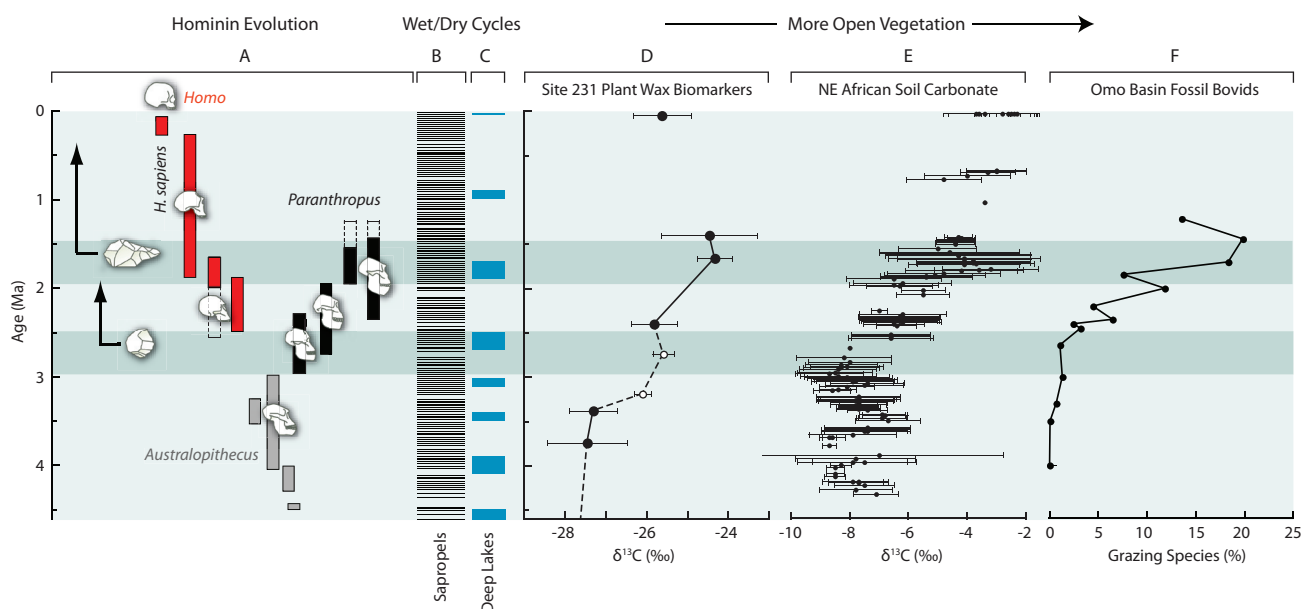 Hominin Evolution
Wet/Dry Cycles
More Open Vegetation
A
B
C
D
E
F
Site 231 Plant Wax Biomarkers
NE African Soil Carbonate
Omo Basin Fossil Bovids
Homo
H. sapiens
Paranthropus
Australopithecus
Age (Ma)
0
1
2
3
4
Sapropels
Deep Lakes
-28
-26
-24
δ¹³C (‰)
-10
-8
-6
-4
-2
δ¹³C (‰)
0
5
10
15
20
25
Grazing Species (%)